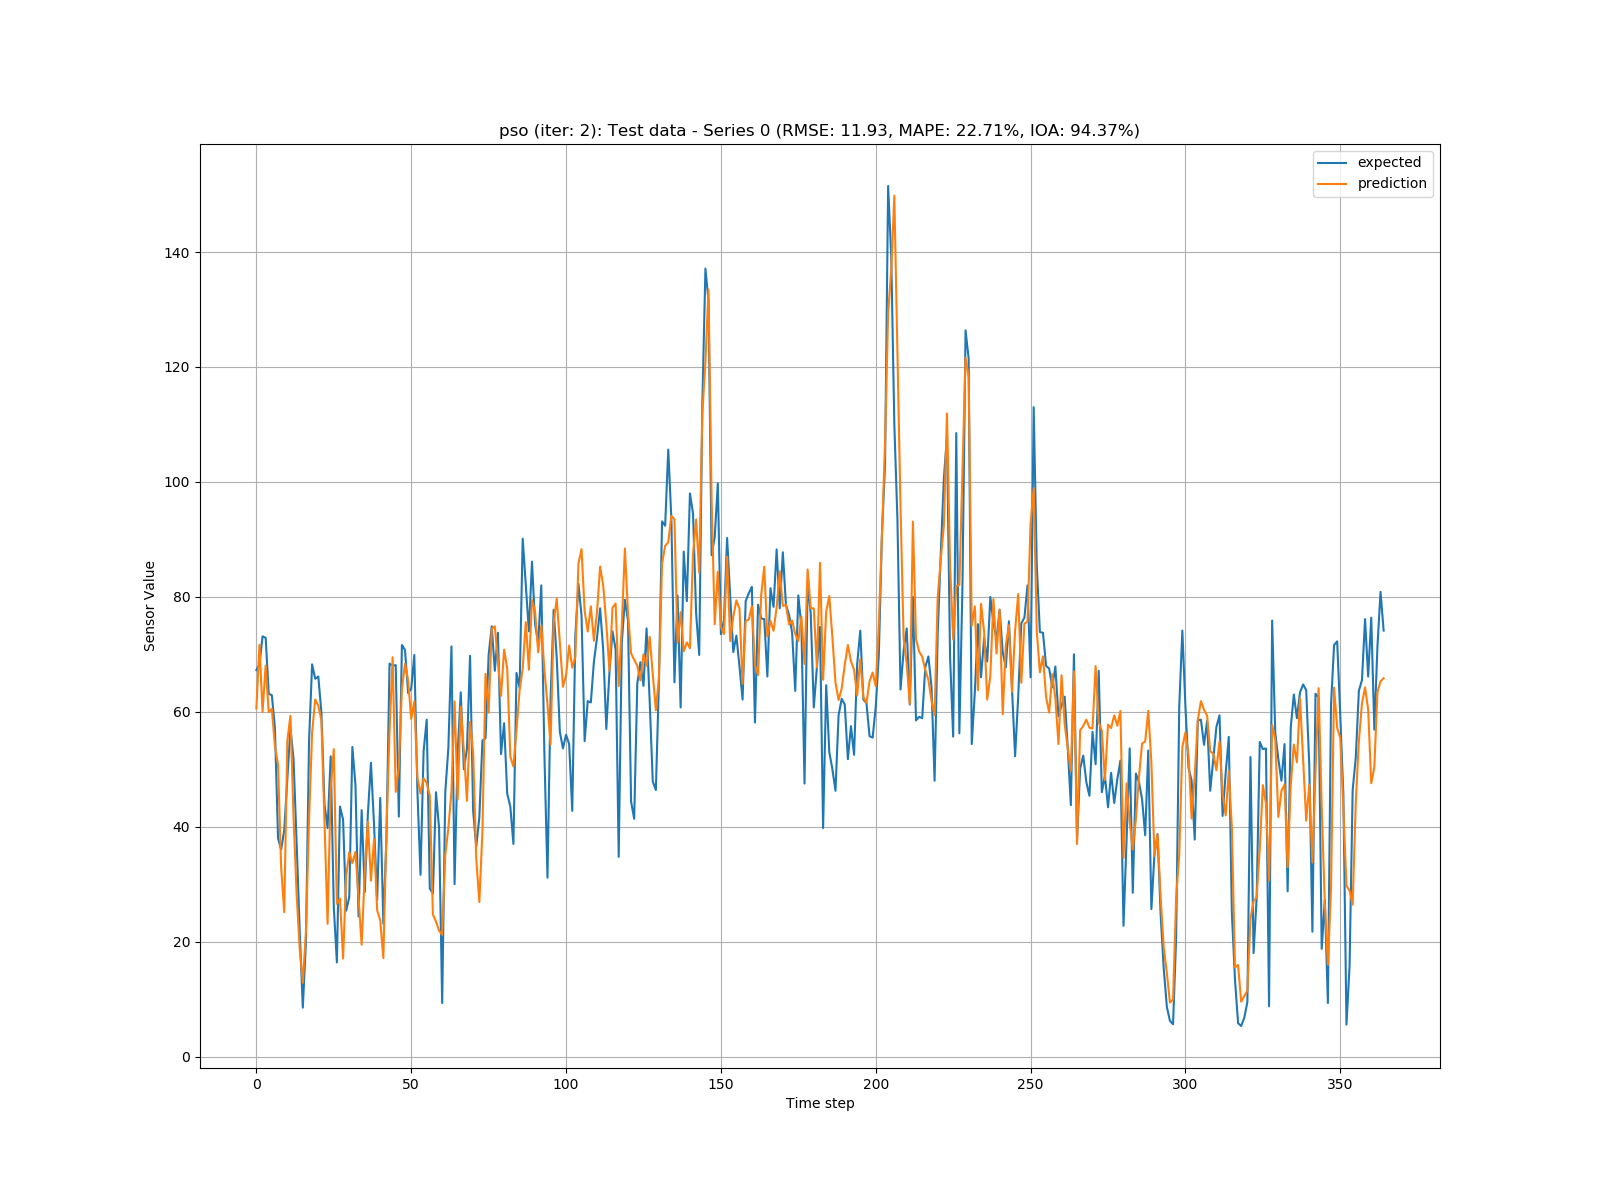 pso (iter: 2): Test data - Series 0 (RMSE: 11.93, MAPE: 22.71%, IOA: 94.37%)
expected
prediction
140
120
100
80
60
40
20
0
Sensor Value
0 50 100 150 200 250 300 350
Time step